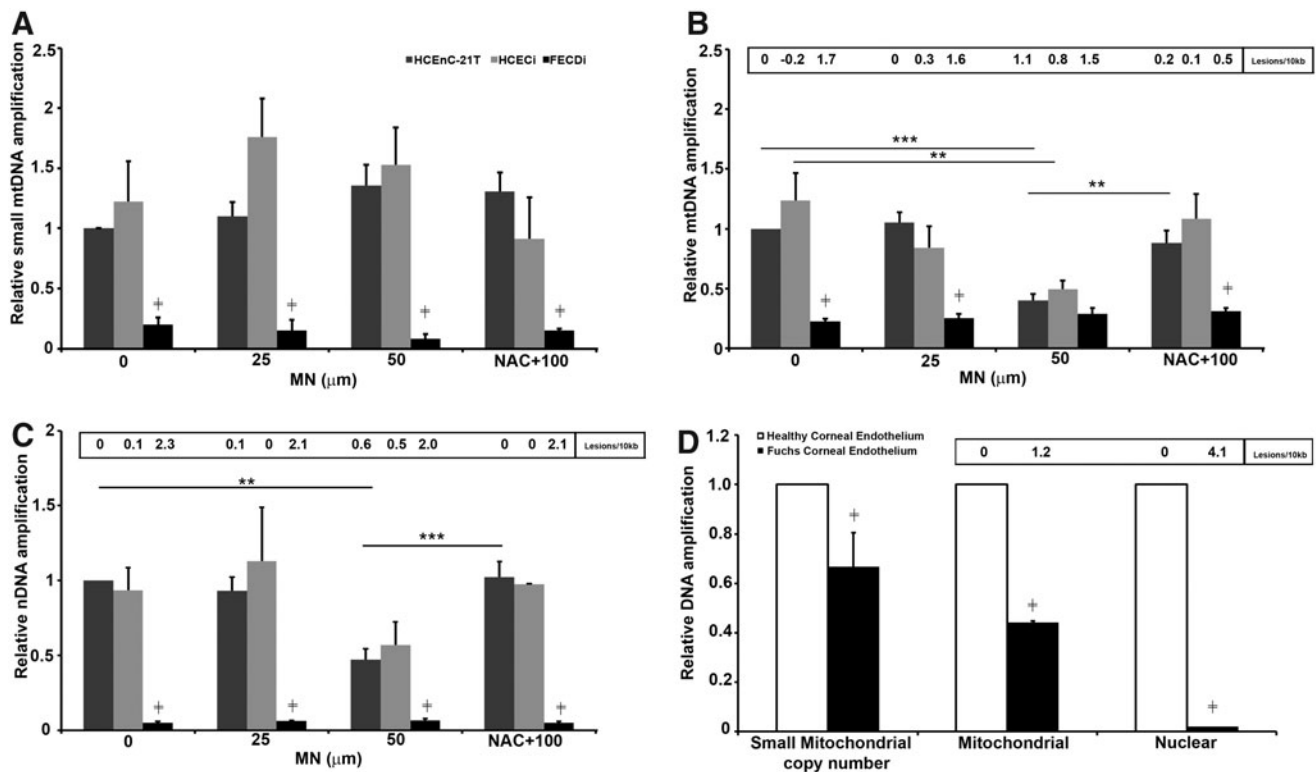 A
Relative small mtDNA amplification
2.5
2
1.5
1
0.5
0
HCEnC-21T HCECi FECDi
ǂ ǂ ǂ ǂ
0 25 50 NAC+100
MN (μm)
B
Relative mtDNA amplification
2.5
2
1.5
1
0.5
0
0 -0.2 1.7 0 0.3 1.6 1.1 0.8 1.5 0.2 0.1 0.5 Lesions/10kb
***
**
**
ǂ ǂ ǂ
0 25 50 NAC+100
MN (μm)
C
Relative nDNA amplification
2
1.5
1
0.5
0
0 0.1 2.3 0.1 0 2.1 0.6 0.5 2.0 0 0 2.1 Lesions/10kb
**
***
ǂ ǂ ǂ ǂ
0 25 50 NAC+100
MN (μm)
D
Relative DNA amplification
1.2
1.0
0.8
0.6
0.4
0.2
0
Healthy Corneal Endothelium
Fuchs Corneal Endothelium
0 1.2 0 4.1 Lesions/10kb
ǂ ǂ ǂ
Small Mitochondrial
copy number
Mitochondrial
Nuclear